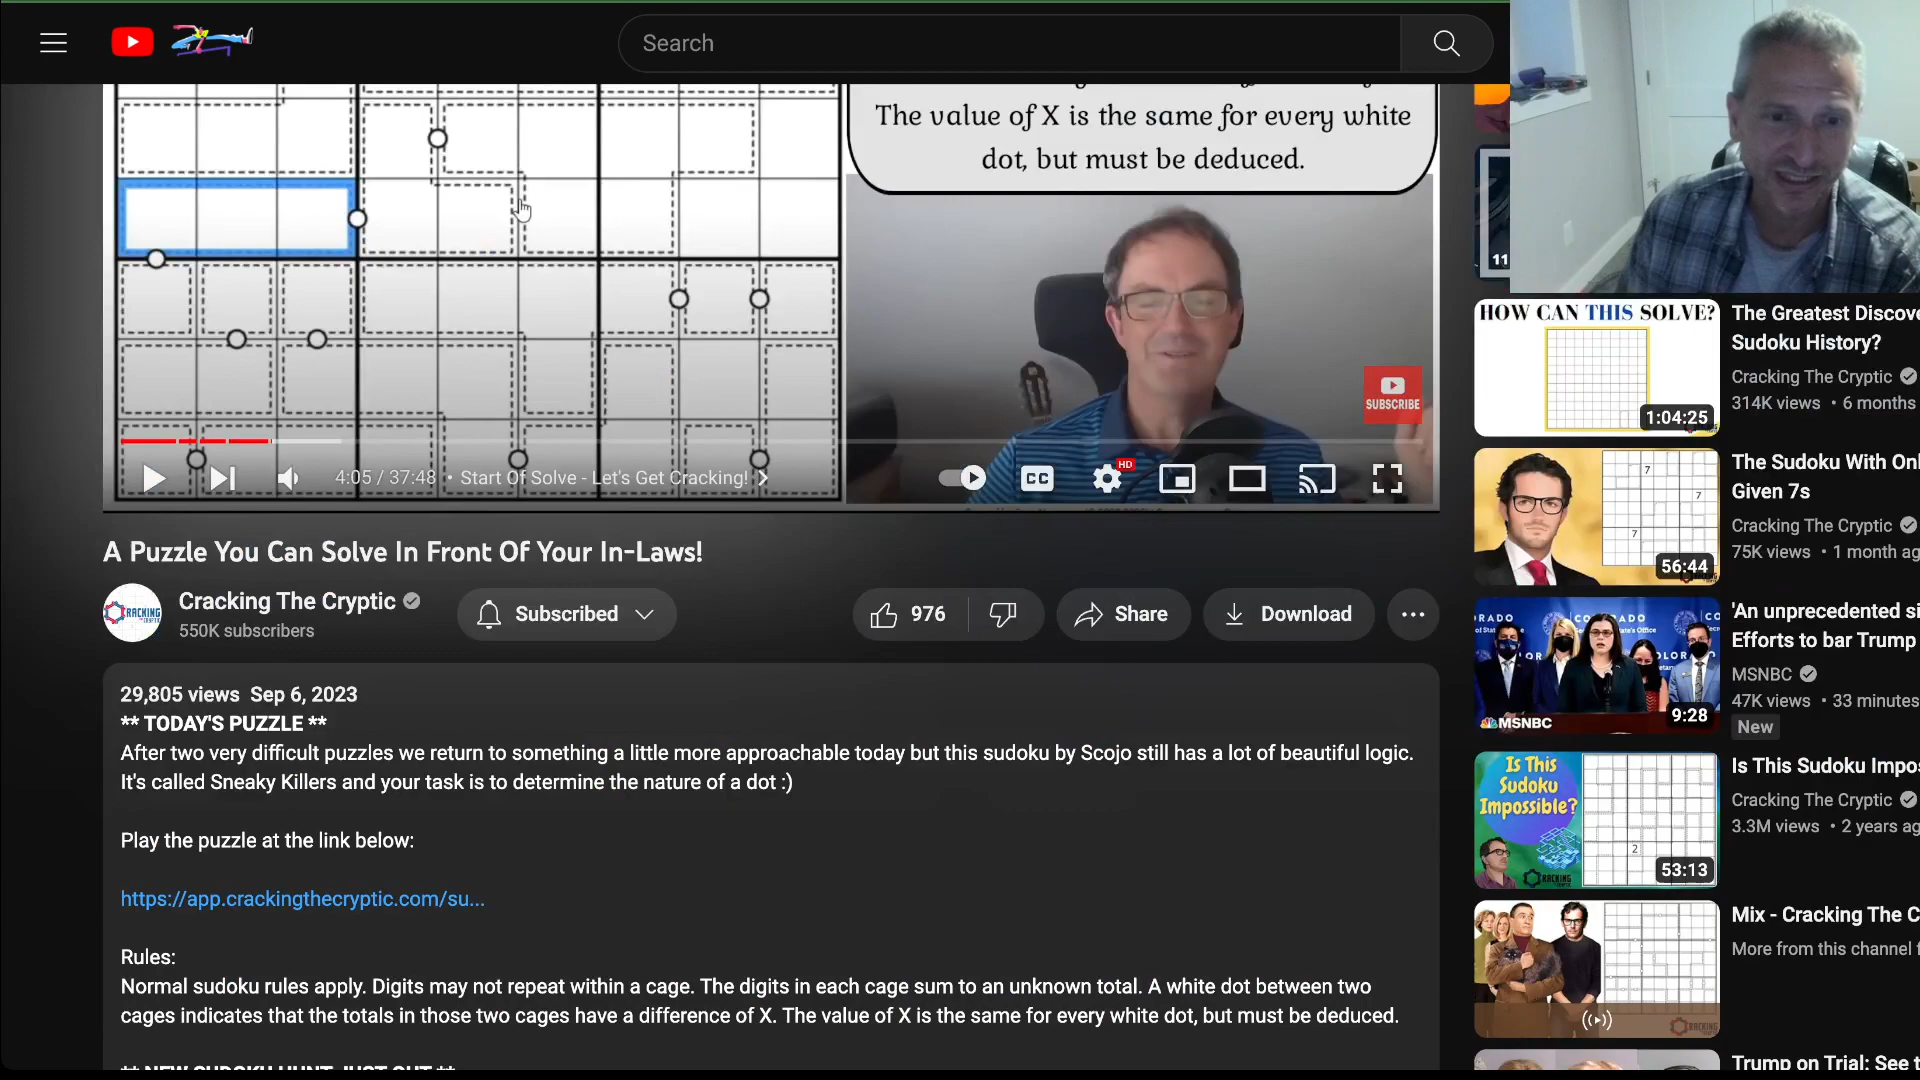 Search
The value of X is the same for every white
dot, but must be deduced.
SUBSCRIBE
4:05 / 37:48 • Start Of Solve - Let's Get Cracking!
CC
HD
A Puzzle You Can Solve In Front Of Your In-Laws!
Cracking The Cryptic
550K subscribers
Subscribed
976
Share
Download
29,805 views Sep 6, 2023
** TODAY'S PUZZLE **
After two very difficult puzzles we return to something a little more approachable today but this sudoku by Scojo still has a lot of beautiful logic.
It's called Sneaky Killers and your task is to determine the nature of a dot :)
Play the puzzle at the link below:
https://app.crackingthecryptic.com/su...
Rules:
Normal sudoku rules apply. Digits may not repeat within a cage. The digits in each cage sum to an unknown total. A white dot between two
cages indicates that the totals in those two cages have a difference of X. The value of X is the same for every white dot, but must be deduced.
11
HOW CAN THIS SOLVE?
1:04:25
The Greatest Discove
Sudoku History?
Cracking The Cryptic
314K views • 6 months
7
7
7
56:44
The Sudoku With Onl
Given 7s
Cracking The Cryptic
75K views • 1 month ag
MSNBC
9:28
'An unprecedented si
Efforts to bar Trump
MSNBC
47K views • 33 minutes
New
Is This
Sudoku
Impossible?
2
CRACKING
53:13
Is This Sudoku Impos
Cracking The Cryptic
3.3M views • 2 years ag
Mix - Cracking The C
More from this channel f
Trump on Trial: See t